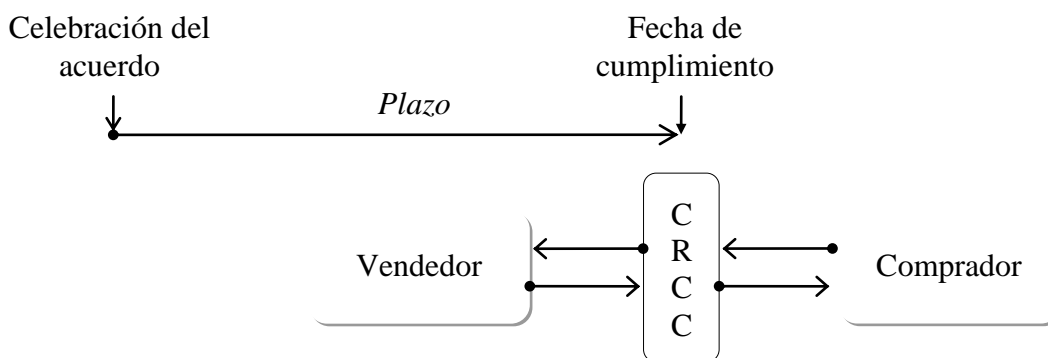 Celebración del
acuerdo
Fecha de
cumplimiento
Plazo
Vendedor
C
R
C
C
Comprador